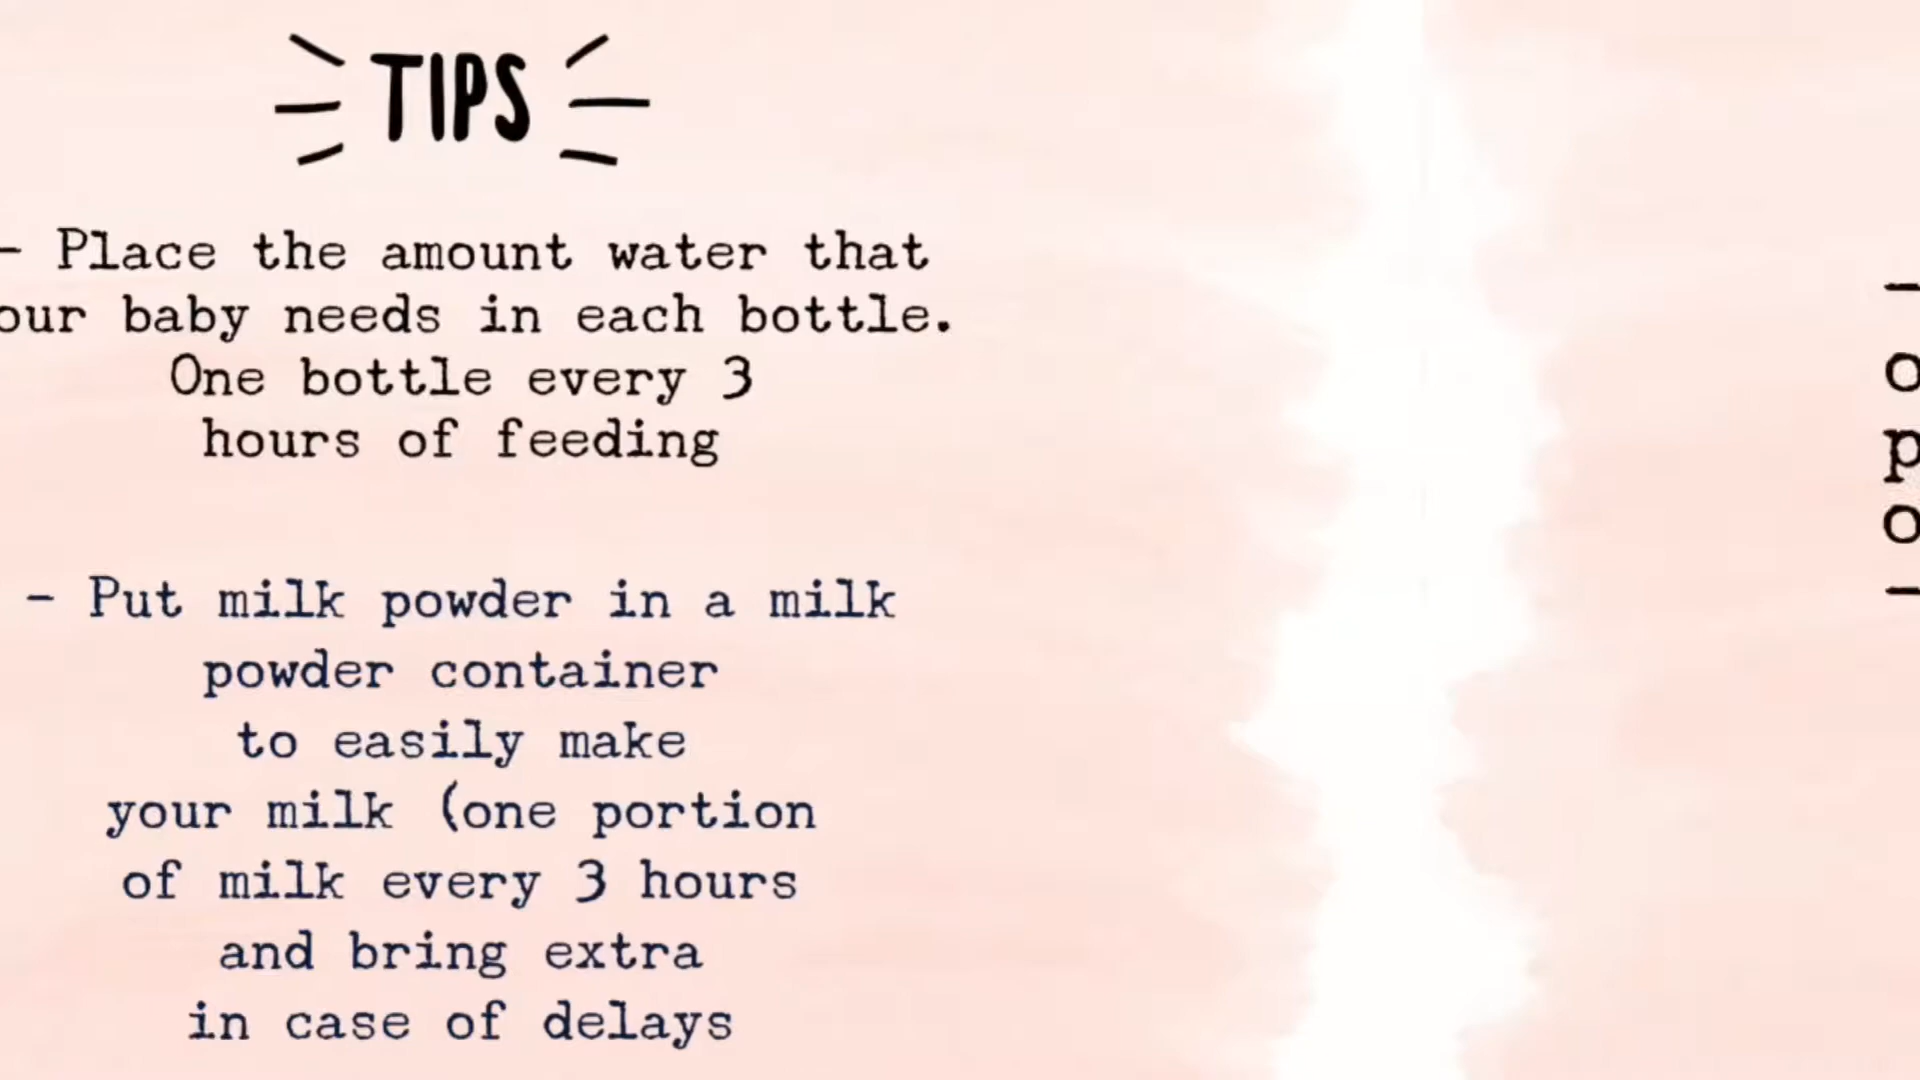 TIPS
- Place the amount water that
our baby needs in each bottle.
One bottle every 3
hours of feeding
- Put milk powder in a milk
powder container
to easily make
your milk (one portion
of milk every 3 hours
and bring extra
in case of delays